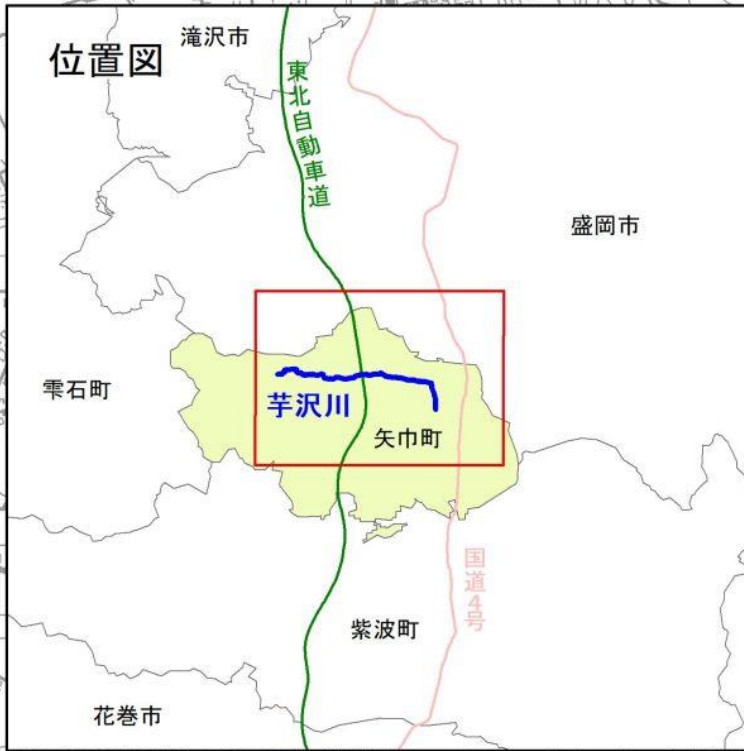 位置図
滝沢市
東北自動車道
盛岡市
雫石町
芋沢川
矢巾町
国道4号
紫波町
花巻市